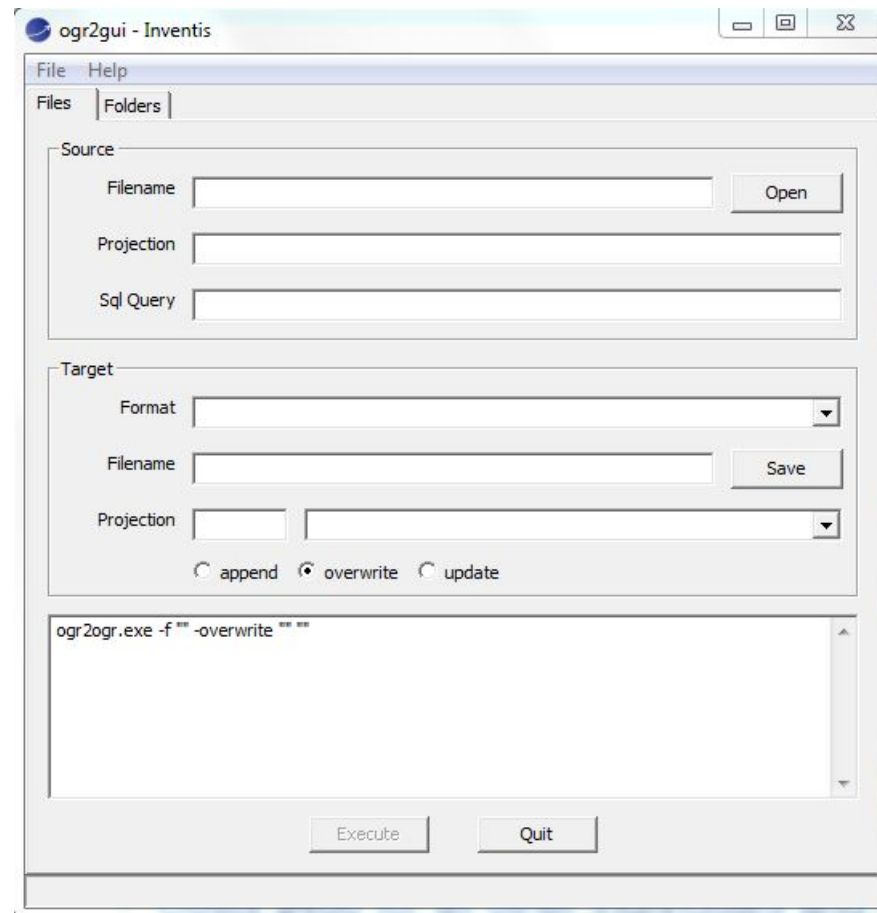 ogr2gui - Inventis
File Help
Files Folders
Source
Filename Open
Projection
Sql Query
Target
Format
Filename Save
Projection
append overwrite update
ogr2ogr.exe -f "" -overwrite "" ""
Execute Quit